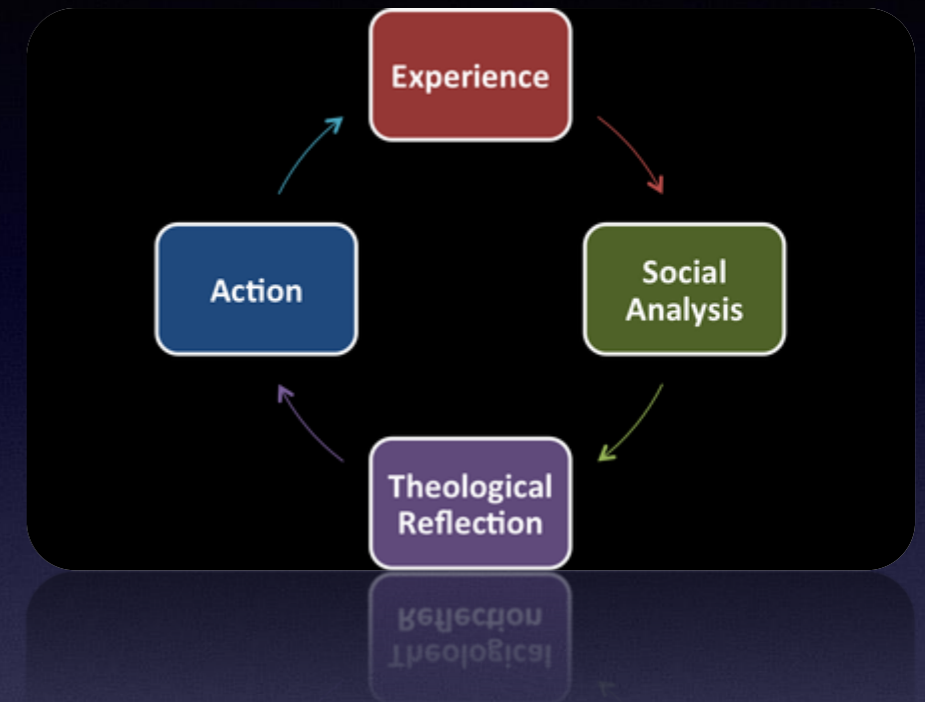 Experience
Social
Analysis
Theological
Reflection
Action